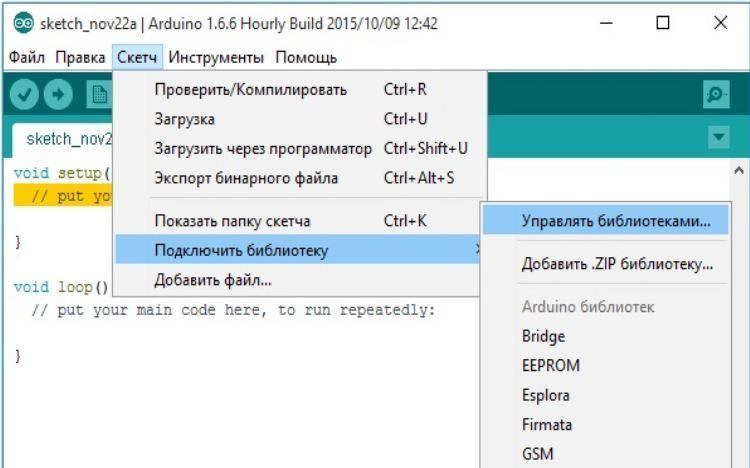 sketch_nov22a | Arduino 1.6.6 Hourly Build 2015/10/09 12:42
Файл Правка Скетч Инструменты Помощь
Проверить/Компилировать Ctrl+R
Загрузка Ctrl+U
sketch_nov2
Загрузить через программатор Ctrl+Shift+U
void setup(
Экспорт бинарного файла Ctrl+Alt+S
// put yo
Показать папку скетча Ctrl+K
Управлять библиотеками...
}
Подключить библиотеку
Добавить .ZIP библиотеку...
void loop()
Добавить файл...
Arduino библиотек
// put your main code here, to run repeatedly:
Bridge
}
EEPROM
Esplora
Firmata
GSM